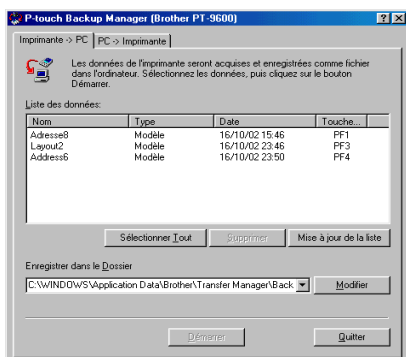 P-touch Backup Manager (Brother PT-9600)
Imprimante -> PC
PC -> Imprimante
Les données de l'imprimante seront acquises et enregistrées comme fichier
dans l'ordinateur. Sélectionnez les données, puis cliquez sur le bouton
Démarrer.
Liste des données:
Nom Type Date Touche...
Adresse8 Modèle 16/10/02 15:46 PF1
Layout2 Modèle 16/10/02 23:46 PF3
Address6 Modèle 16/10/02 23:50 PF4
Sélectionner Tout Supprimer Mise à jour de la liste
Enregistrer dans le Dossier
C:\WINDOWS\Application Data\Brother\Transfer Manager\Back Modifier
Démarrer Quitter